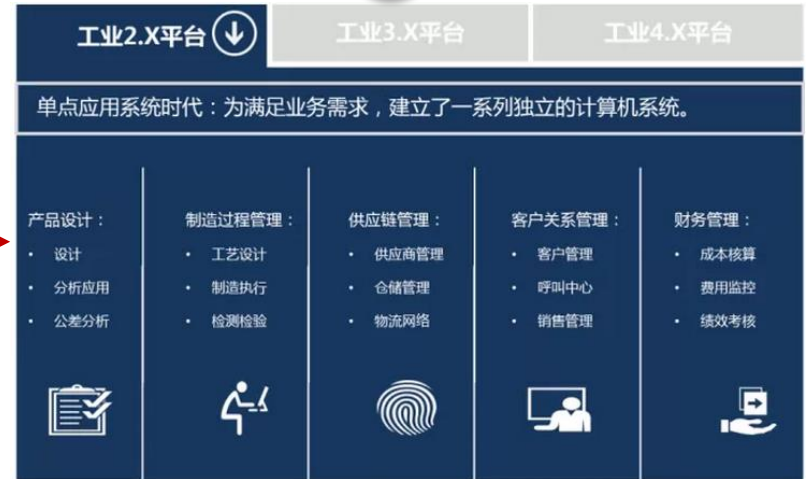 工业2.X平台
工业3.X平台
工业4.X平台
单点应用系统时代：为满足业务需求，建立了一系列独立的计算机系统。
产品设计：
· 设计
· 分析应用
· 公差分析
制造过程管理：
· 工艺设计
· 制造执行
· 检测检验
供应链管理：
· 供应商管理
· 仓储管理
· 物流网络
客户关系管理：
· 客户管理
· 呼叫中心
· 销售管理
财务管理：
· 成本核算
· 费用监控
· 绩效考核